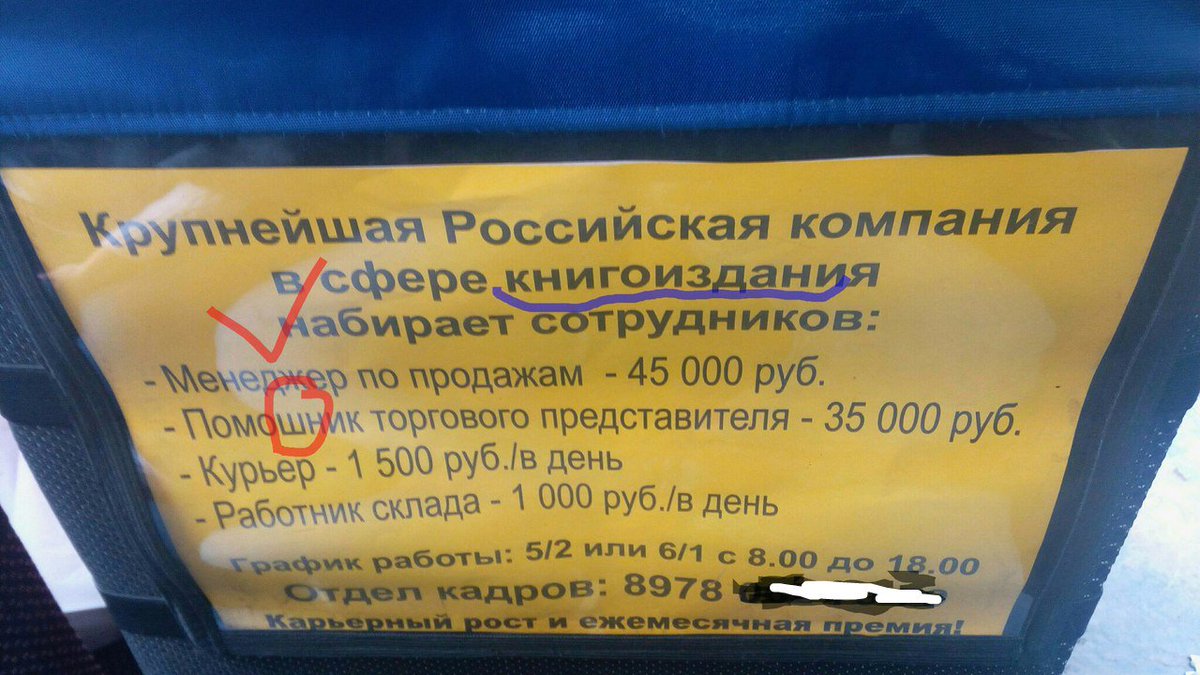 Крупнейшая Российская компания
в сфере книгоиздания
набирает сотрудников:
- Менеджер по продажам - 45 000 руб.
- Помошник торгового представителя - 35 000 руб.
- Курьер - 1 500 руб./в день
- Работник склада - 1 000 руб./в день
График работы: 5/2 или 6/1 с 8.00 до 18.00
Отдел кадров: 8978
Карьерный рост и ежемесячная премия!